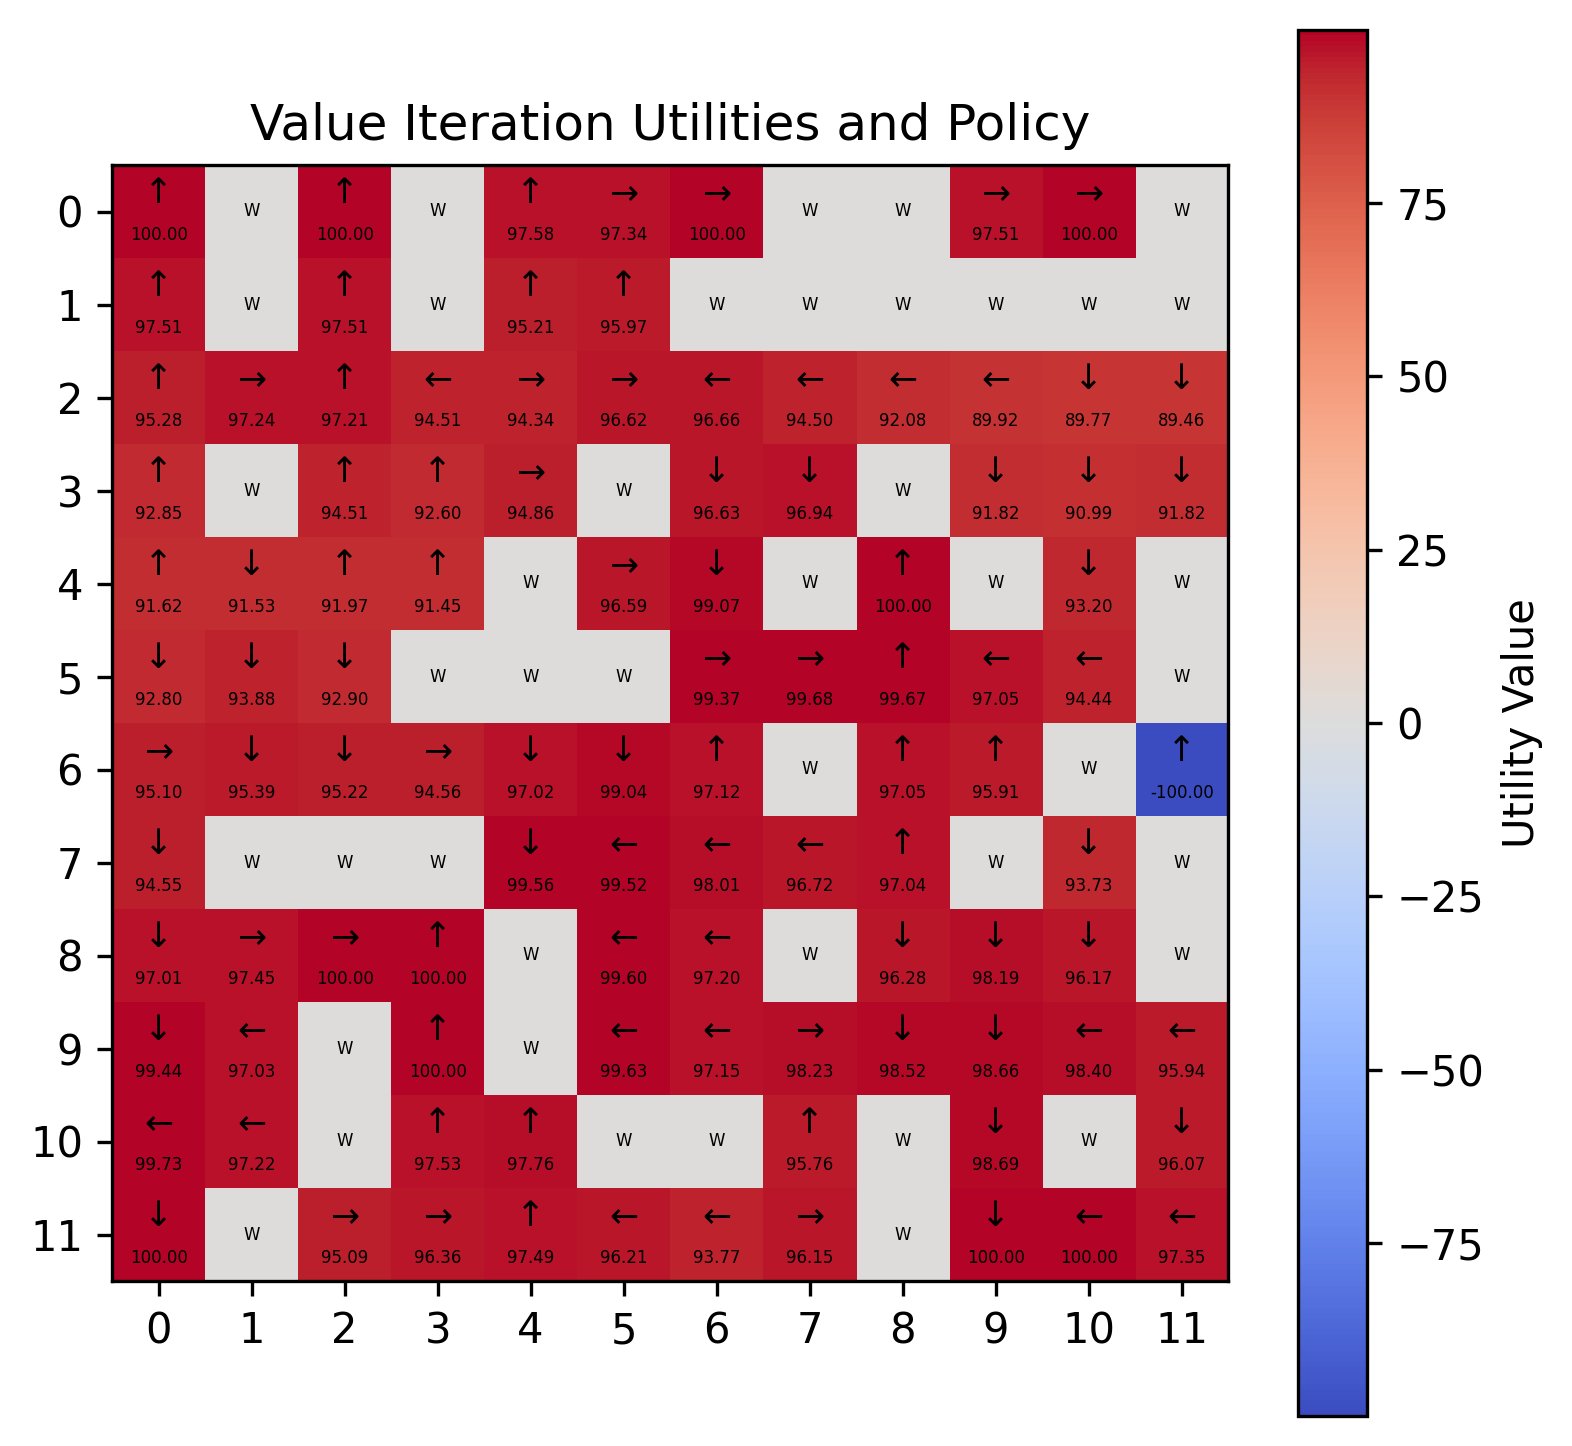 Value Iteration Utilities and Policy
0 ↑ W ↑ W ↑ → → W W → → W
100.00 100.00 97.58 97.34 100.00 97.51 100.00
1 ↑ W ↑ W ↑ ↑ W W W W W W
97.51 97.51 95.21 95.97
2 ↑ → ↑ ← → → ← ← ← ← ↓ ↓
95.28 97.24 97.21 94.51 94.34 96.62 96.66 94.50 92.08 89.92 89.77 89.46
3 ↑ W ↑ ↑ → W ↓ ↓ W ↓ ↓ ↓
92.85 94.51 92.60 94.86 96.63 96.94 91.82 90.99 91.82
4 ↑ ↓ ↑ ↑ W → ↓ W ↑ W ↓ W
91.62 91.53 91.97 91.45 96.59 99.07 100.00 93.20
5 ↓ ↓ ↓ W W W → → ↑ ← ← W
92.80 93.88 92.90 99.37 99.68 99.67 97.05 94.44
6 → ↓ ↓ → ↓ ↓ ↑ W ↑ ↑ W ↑
95.10 95.39 95.22 94.56 97.02 99.04 97.12 97.05 95.91 -100.00
7 ↓ W W W ↓ ← ← ← ↑ W ↓ W
94.55 99.56 99.52 98.01 96.72 97.04 93.73
8 ↓ → → ↑ W ← ← W ↓ ↓ ↓ W
97.01 97.45 100.00 100.00 99.60 97.20 96.28 98.19 96.17
9 ↓ ← W ↑ W ← ← → ↓ ↓ ← ←
99.44 97.03 100.00 99.63 97.15 98.23 98.52 98.66 98.40 95.94
10 ← ← W ↑ ↑ W W ↑ W ↓ W ↓
99.73 97.22 97.53 97.76 95.76 98.69 96.07
11 ↓ W → → ↑ ← ← → W ↓ ← ←
100.00 95.09 96.36 97.49 96.21 93.77 96.15 100.00 100.00 97.35
0 1 2 3 4 5 6 7 8 9 10 11
75
50
25
0
−25
−50
−75
Utility Value